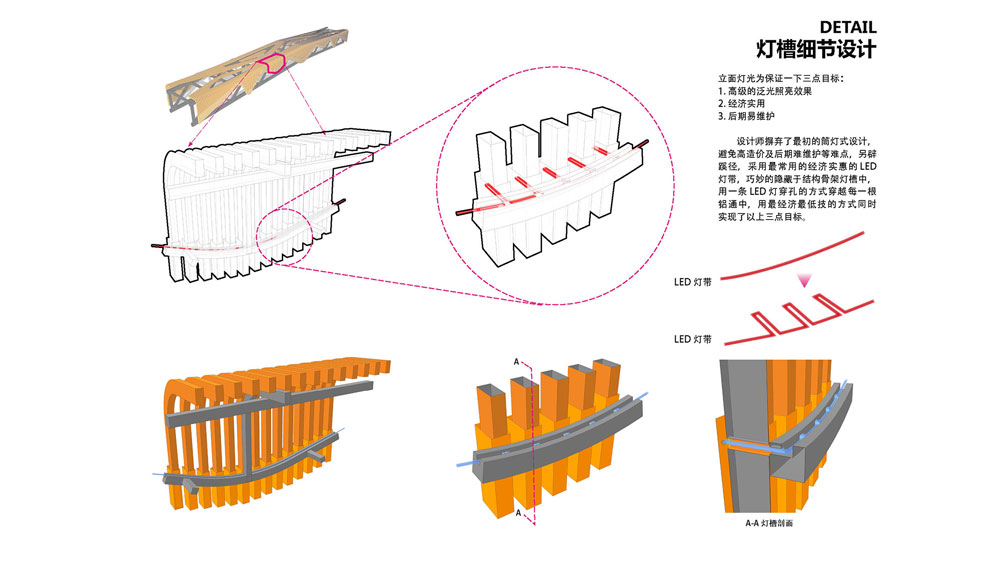 DETAIL
灯槽细节设计
立面灯光为保证一下三点目标：
1. 高级的泛光照亮效果
2. 经济实用
3. 后期易维护
设计师摒弃了最初的筒灯式设计，
避免高造价及后期难维护等难点，另辟
蹊径，采用最常用的经济实惠的 LED
灯带，巧妙的隐藏于结构骨架灯槽中，
用一条 LED 灯穿孔的方式穿越每一根
铝通中，用最经济最低技的方式同时
实现了以上三点目标。
LED 灯带
LED 灯带
A
A
A-A 灯槽剖面